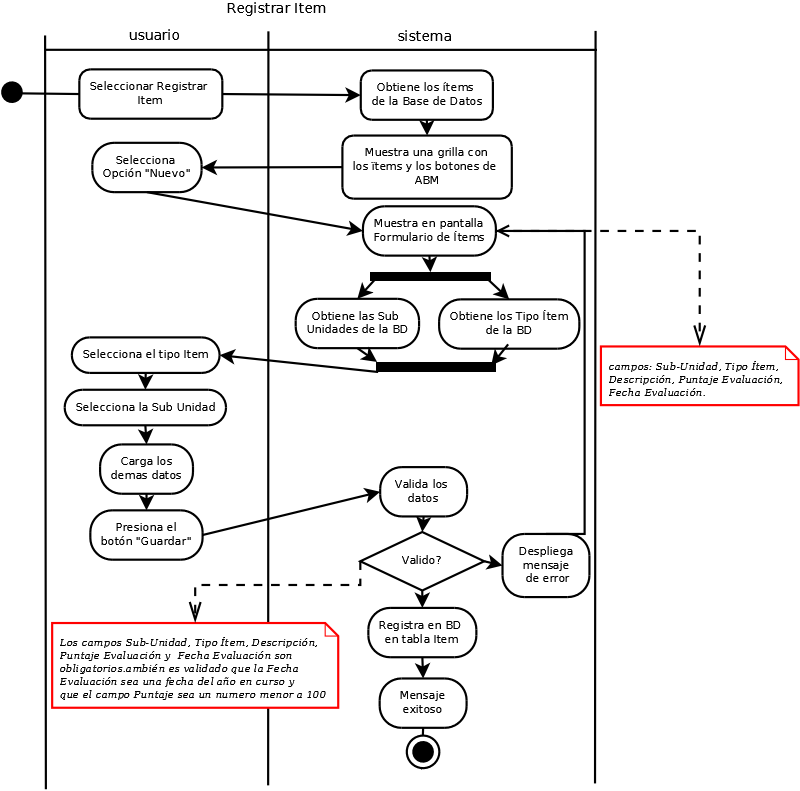 Registrar Item
usuario
sistema
Seleccionar Registrar
Item
Obtiene los ítems
de la Base de Datos
Muestra una grilla con
los ítems y los botones de
ABM
Selecciona
Opción "Nuevo"
Muestra en pantalla
Formulario de Ítems
Obtiene las Sub
Unidades de la BD
Obtiene los Tipo Ítem
de la BD
campos: Sub-Unidad, Tipo Ítem,
Descripción, Puntaje Evaluación,
Fecha Evaluación.
Selecciona el tipo Item
Selecciona la Sub Unidad
Carga los
demas datos
Presiona el
botón "Guardar"
Valida los
datos
Valido?
Despliega
mensaje
de error
Los campos Sub-Unidad, Tipo Ítem, Descripción,
Puntaje Evaluación y Fecha Evaluación son
obligatorios.ambién es validado que la Fecha
Evaluación sea una fecha del año en curso y
que el campo Puntaje sea un numero menor a 100
Registra en BD
en tabla Item
Mensaje
exitoso